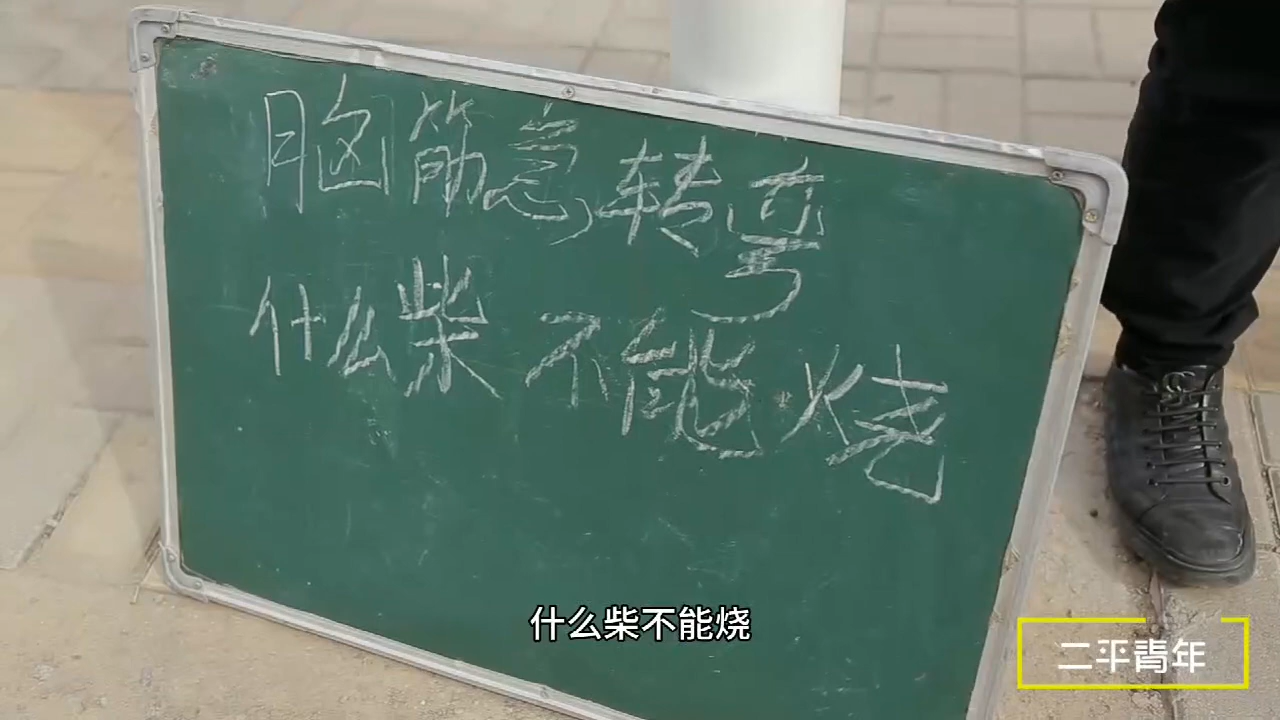 脑筋急转弯
什么柴不能烧
什么柴不能烧
二平青年